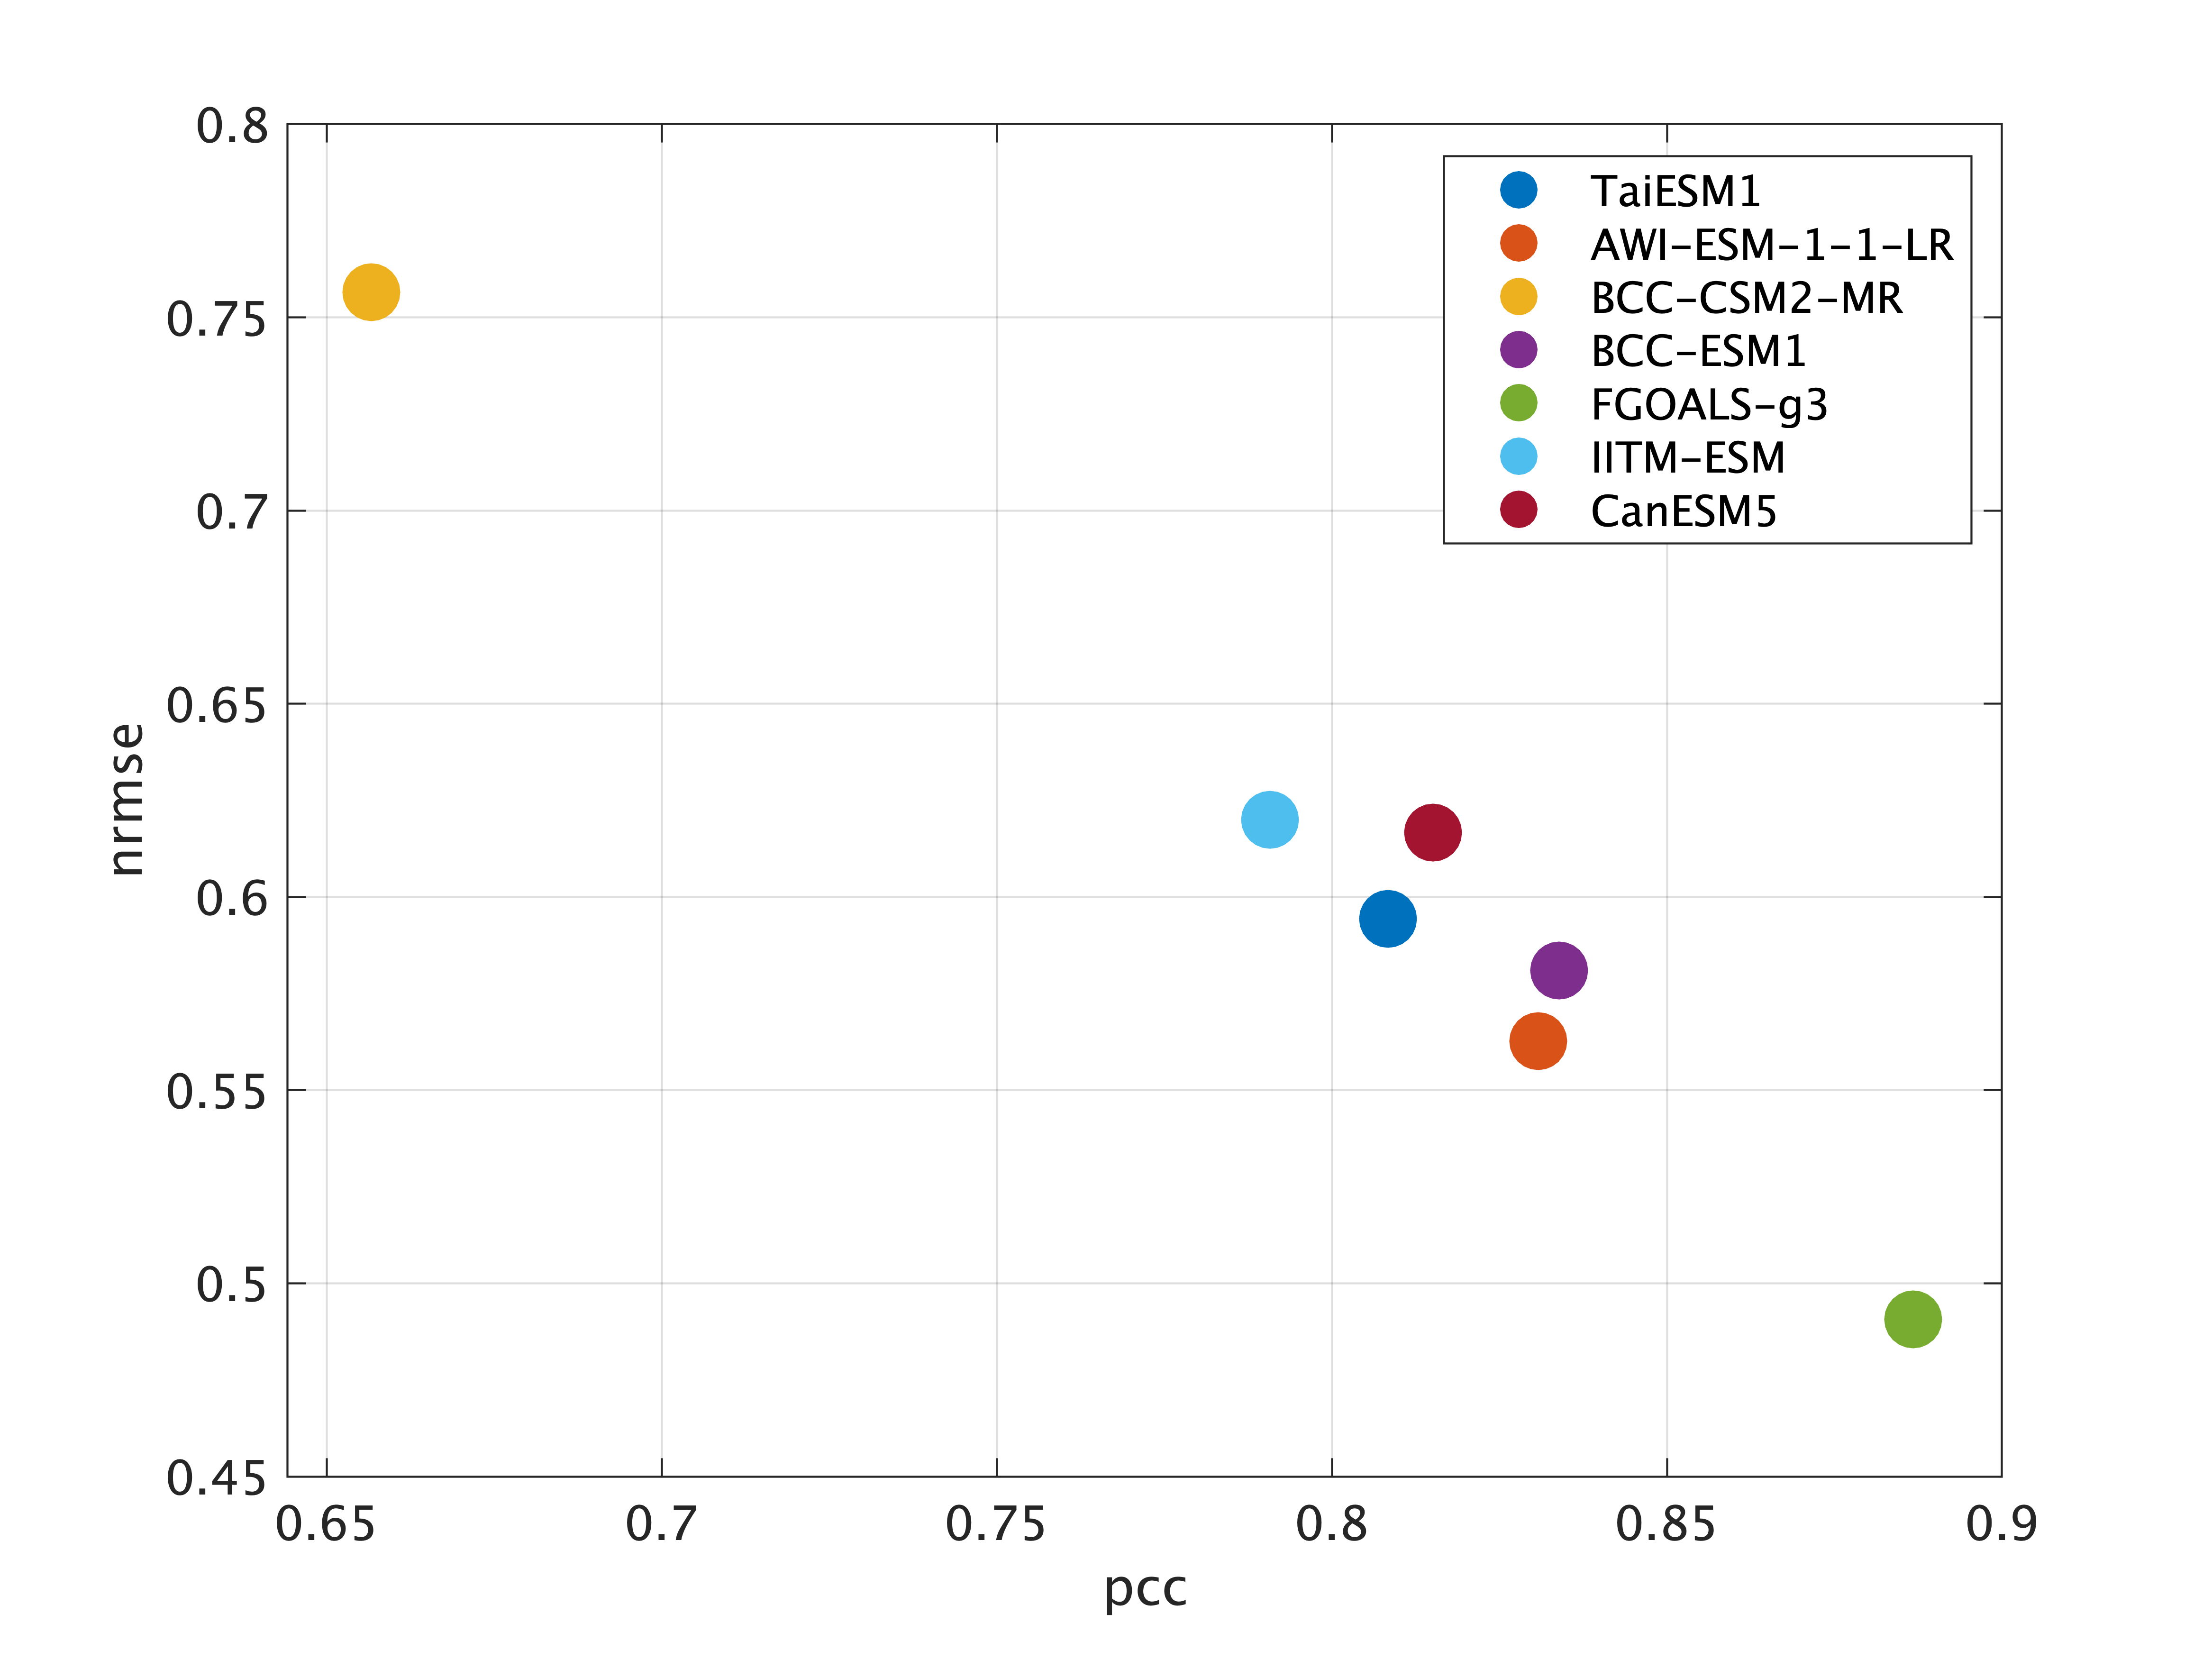 0.8
0.75
0.7
0.65
0.6
0.55
0.5
0.45
nrmse
TaiESM1
AWI-ESM-1-1-LR
BCC-CSM2-MR
BCC-ESM1
FGOALS-g3
IITM-ESM
CanESM5
0.65 0.7 0.75 0.8 0.85 0.9
pcc